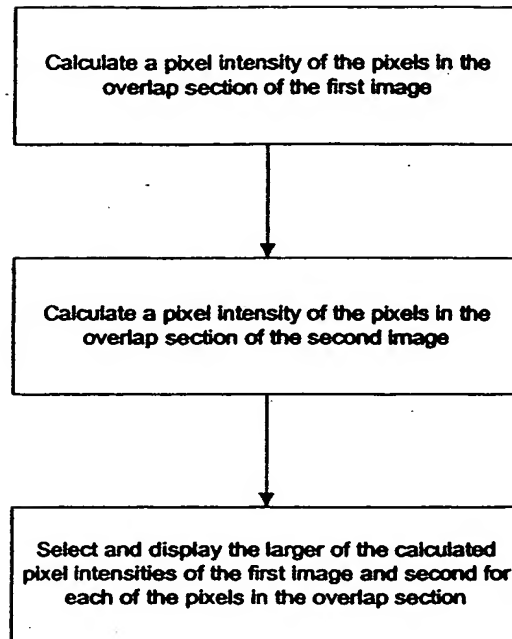 Calculate a pixel intensity of the pixels in the
overlap section of the first image
Calculate a pixel intensity of the pixels in the
overlap section of the second image
Select and display the larger of the calculated
pixel intensities of the first image and second for
each of the pixels in the overlap section